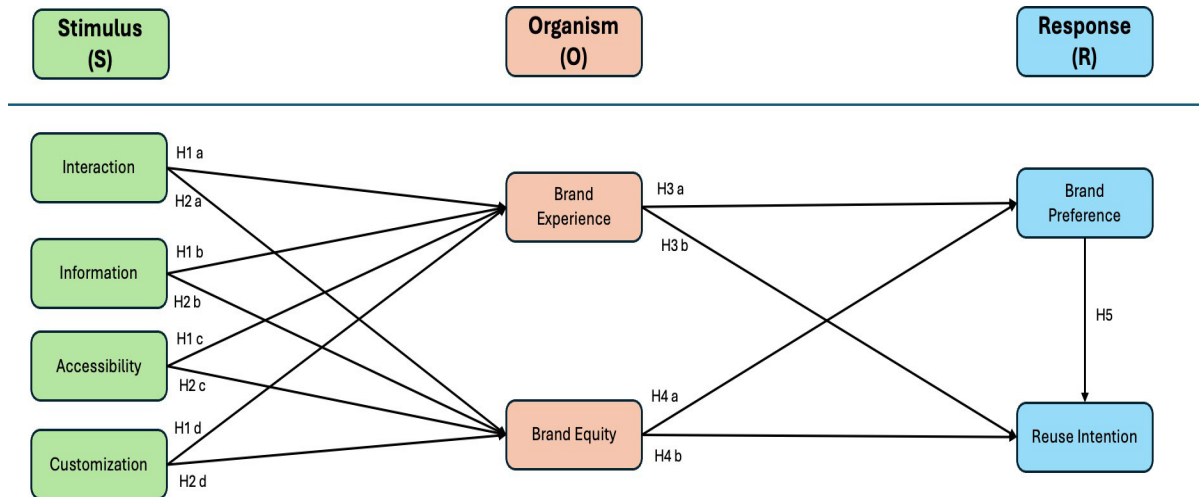 Stimulus
(S)
Organism
(O)
Response
(R)
Interaction
H1 a
H2 a
Brand
Experience
H3 a
H3 b
Brand
Preference
Information
H1 b
H2 b
H5
Accessibility
H1 c
H2 c
Customization
H1 d
H2 d
Brand Equity
H4 a
H4 b
Reuse Intention